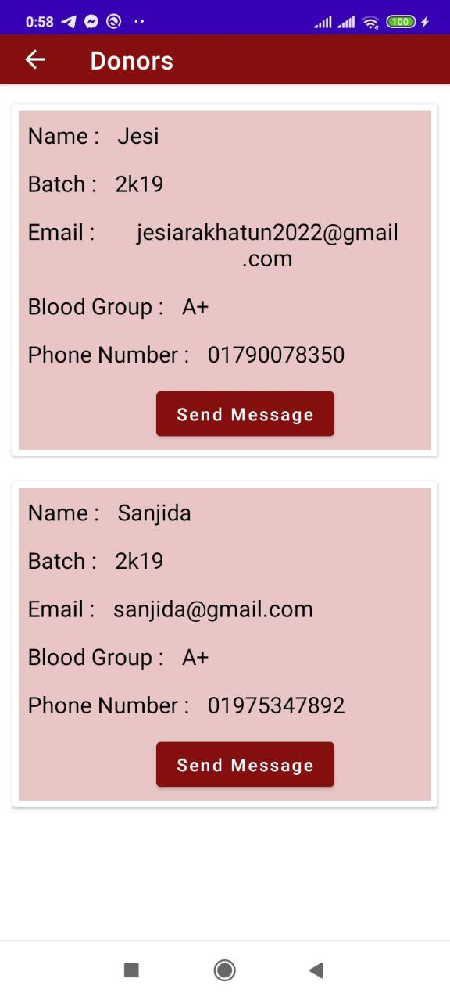 0:58
100
Donors
Name : Jesi
Batch : 2k19
Email : jesiarakhatun2022@gmail
.com
Blood Group : A+
Phone Number : 01790078350
Send Message
Name : Sanjida
Batch : 2k19
Email : sanjida@gmail.com
Blood Group : A+
Phone Number : 01975347892
Send Message